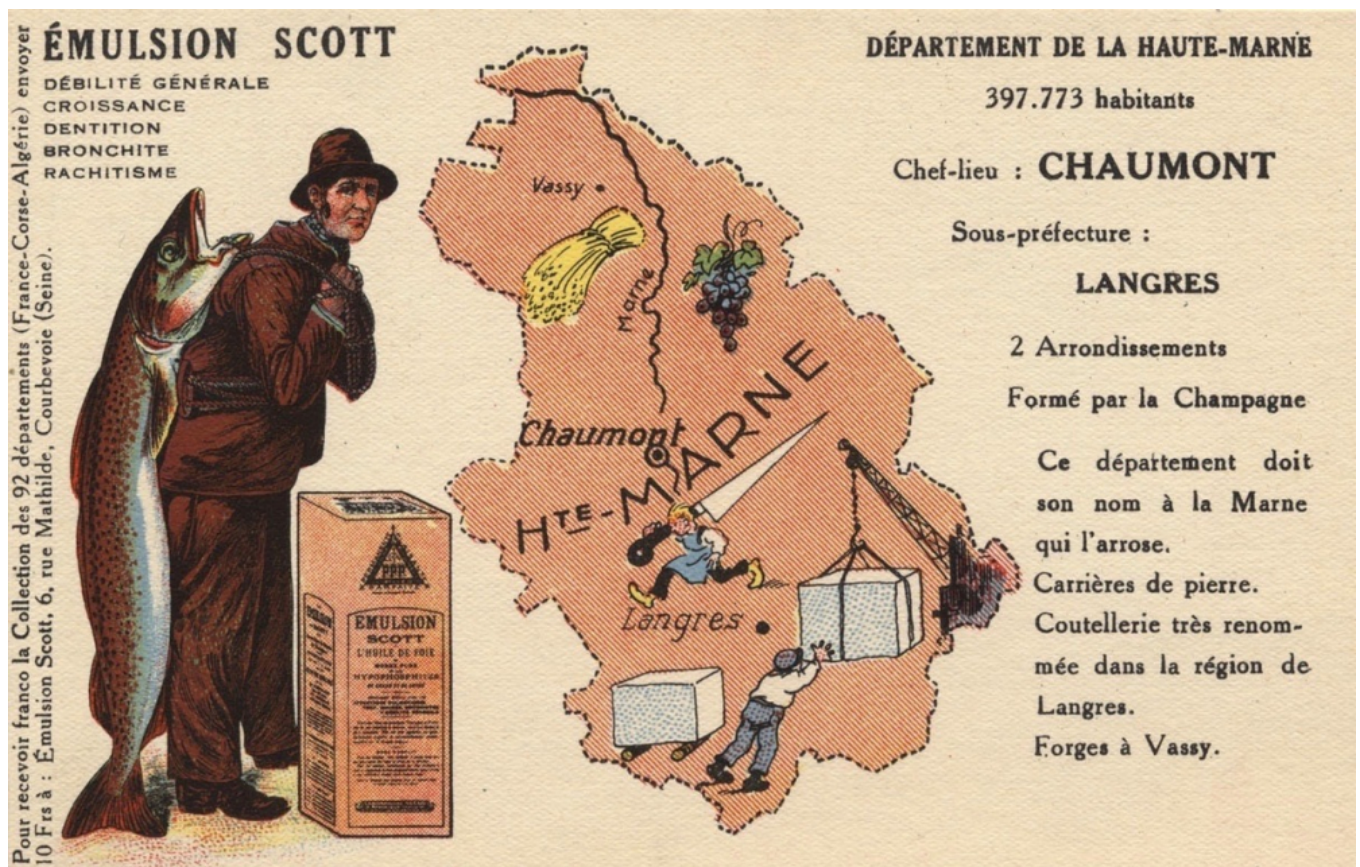 Pour recevoir franco la Collection des 92 départements (France-Corse-Algérie) envoyer
10 Frs à : Émulsion Scott, 6, rue Mathilde, Courbevoie (Seine).
ÉMULSION SCOTT
DÉBILITÉ GÉNÉRALE
CROISSANCE
DENTITION
BRONCHITE
RACHITISME
PPP
EMULSION
SCOTT
L'HUILE DE FOIE
HYPOPHOSPHITES
Vassy
Marne
Chaumont
HTE-MARNE
Langres
DÉPARTEMENT DE LA HAUTE-MARNE
397.773 habitants
Chef-lieu : CHAUMONT
Sous-préfecture :
LANGRES
2 Arrondissements
Formé par la Champagne
Ce département doit
son nom à la Marne
qui l'arrose.
Carrières de pierre.
Coutellerie très renom-
mée dans la région de
Langres.
Forges à Vassy.